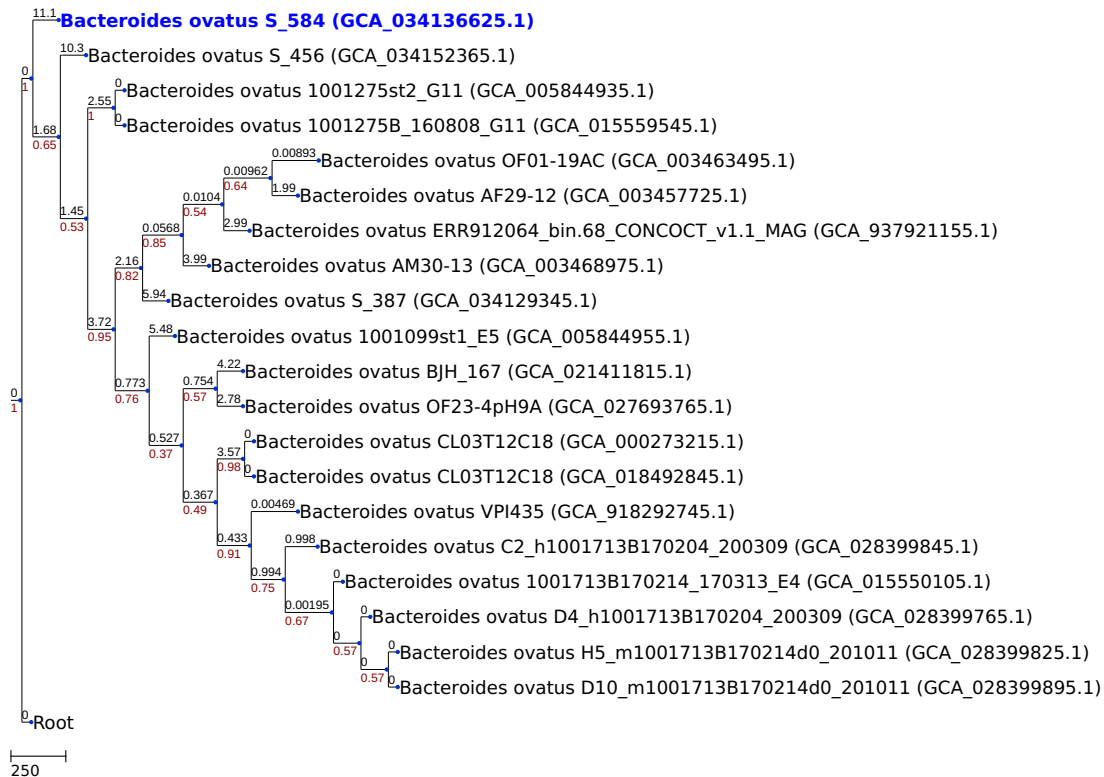 11.1 Bacteroides ovatus S_584 (GCA_034136625.1)
10.3 Bacteroides ovatus S_456 (GCA_034152365.1)
0
1
0 Bacteroides ovatus 1001275st2_G11 (GCA_005844935.1)
2.55
1
0 Bacteroides ovatus 1001275B_160808_G11 (GCA_015559545.1)
1.68
0.65
0.00893 Bacteroides ovatus OF01-19AC (GCA_003463495.1)
0.00962
0.64
1.99 Bacteroides ovatus AF29-12 (GCA_003457725.1)
0.0104
0.54
1.45
0.53
2.99 Bacteroides ovatus ERR912064_bin.68_CONCOCT_v1.1_MAG (GCA_937921155.1)
0.0568
0.85
3.99 Bacteroides ovatus AM30-13 (GCA_003468975.1)
2.16
0.82
5.94 Bacteroides ovatus S_387 (GCA_034129345.1)
3.72
0.95
5.48 Bacteroides ovatus 1001099st1_E5 (GCA_005844955.1)
4.22 Bacteroides ovatus BJH_167 (GCA_021411815.1)
0.773
0.76
0.754
0.57
2.78 Bacteroides ovatus OF23-4pH9A (GCA_027693765.1)
0
1
0 Bacteroides ovatus CL03T12C18 (GCA_000273215.1)
0.527
0.37
3.57
0.98
0 Bacteroides ovatus CL03T12C18 (GCA_018492845.1)
0.367
0.49
0.00469 Bacteroides ovatus VPI435 (GCA_918292745.1)
0.433
0.91
0.998 Bacteroides ovatus C2_h1001713B170204_200309 (GCA_028399845.1)
0.994
0.75
0 Bacteroides ovatus 1001713B170214_170313_E4 (GCA_015550105.1)
0.00195
0.67
0 Bacteroides ovatus D4_h1001713B170204_200309 (GCA_028399765.1)
0
0.57
0 Bacteroides ovatus H5_m1001713B170214d0_201011 (GCA_028399825.1)
0
0.57
0 Bacteroides ovatus D10_m1001713B170214d0_201011 (GCA_028399895.1)
0 Root
250